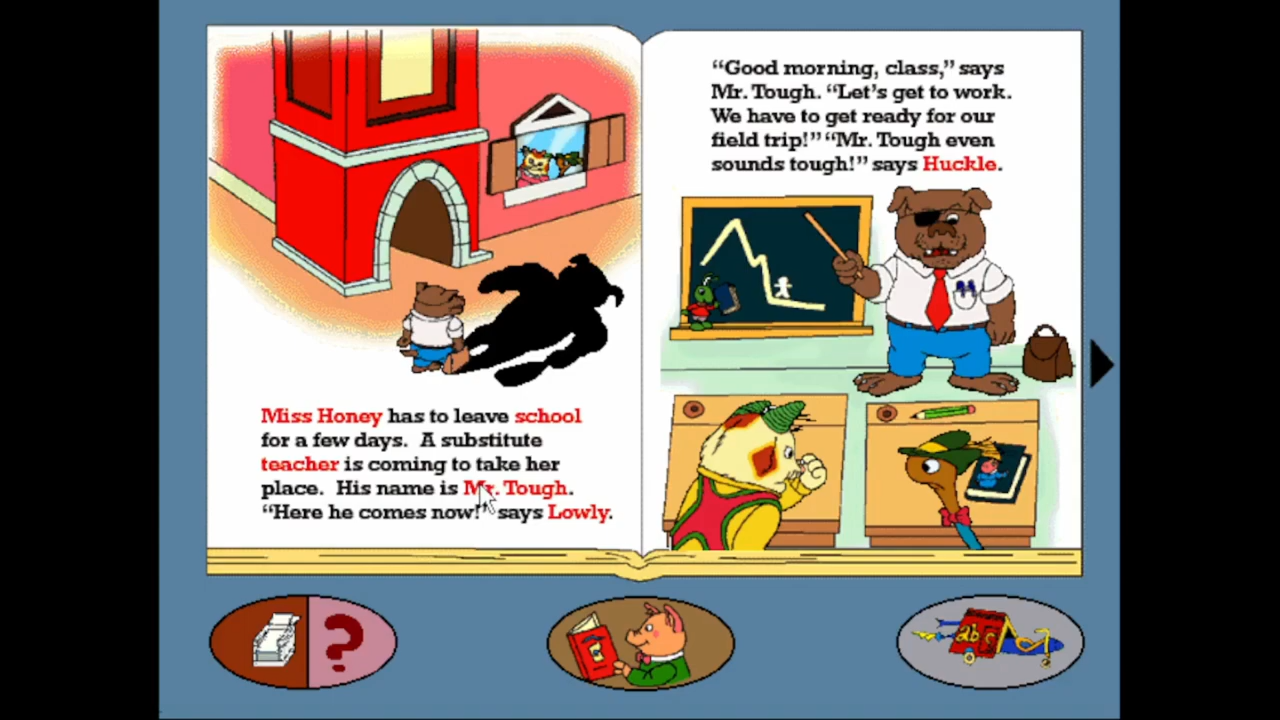 Miss Honey has to leave school
for a few days. A substitute
teacher is coming to take her
place. His name is Mr. Tough.
“Here he comes now!” says Lowly.
“Good morning, class,” says
Mr. Tough. “Let’s get to work.
We have to get ready for our
field trip!” “Mr. Tough even
sounds tough!” says Huckle.
?
abc